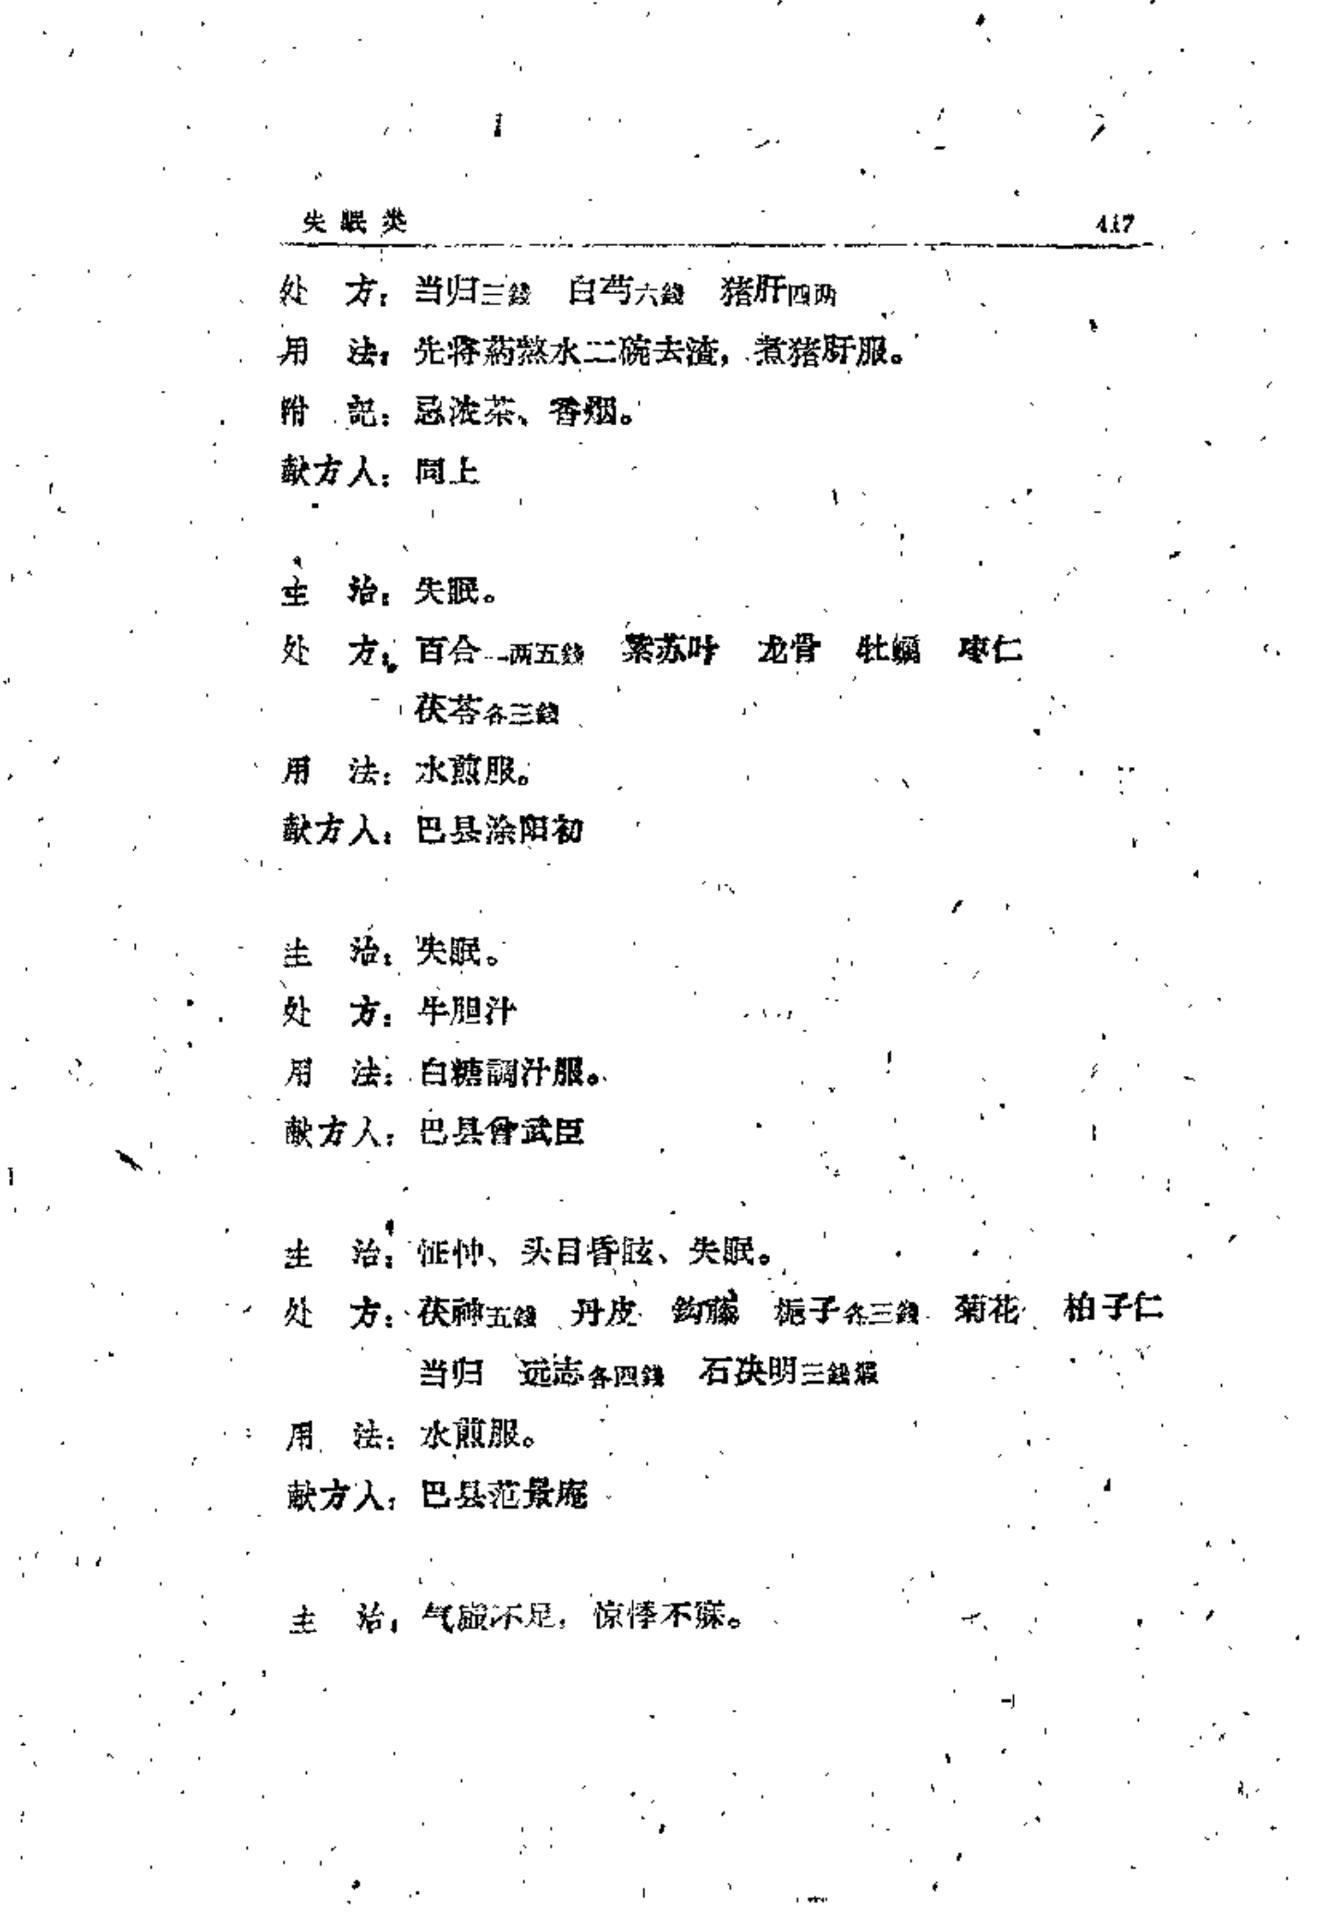 失眠类 417
处 方：当归三錢 白芍六錢 猪肝四两
用 法：先将葯熬水二碗去渣，煮猪肝服。
附 記：忌浓茶、香烟。
献方人：同上
主 治：失眠。
处 方：百合一两五錢 紫苏叶 龙骨 牡蠣 枣仁
茯苓各三錢
用 法：水煎服。
献方人：巴县涂阳初
主 治：失眠。
处 方：牛胆汁
用 法：白糖調汁服。
献方人：巴县曾武臣
主 治：怔忡、头目昏眩、失眠。
处 方：茯神五錢 丹皮 鈎藤 梔子各三錢 菊花 柏子仁
当归 远志各四錢 石决明三錢煅
用 法：水煎服。
献方人：巴县范景庵
主 治：气虛不足，惊悸不寐。